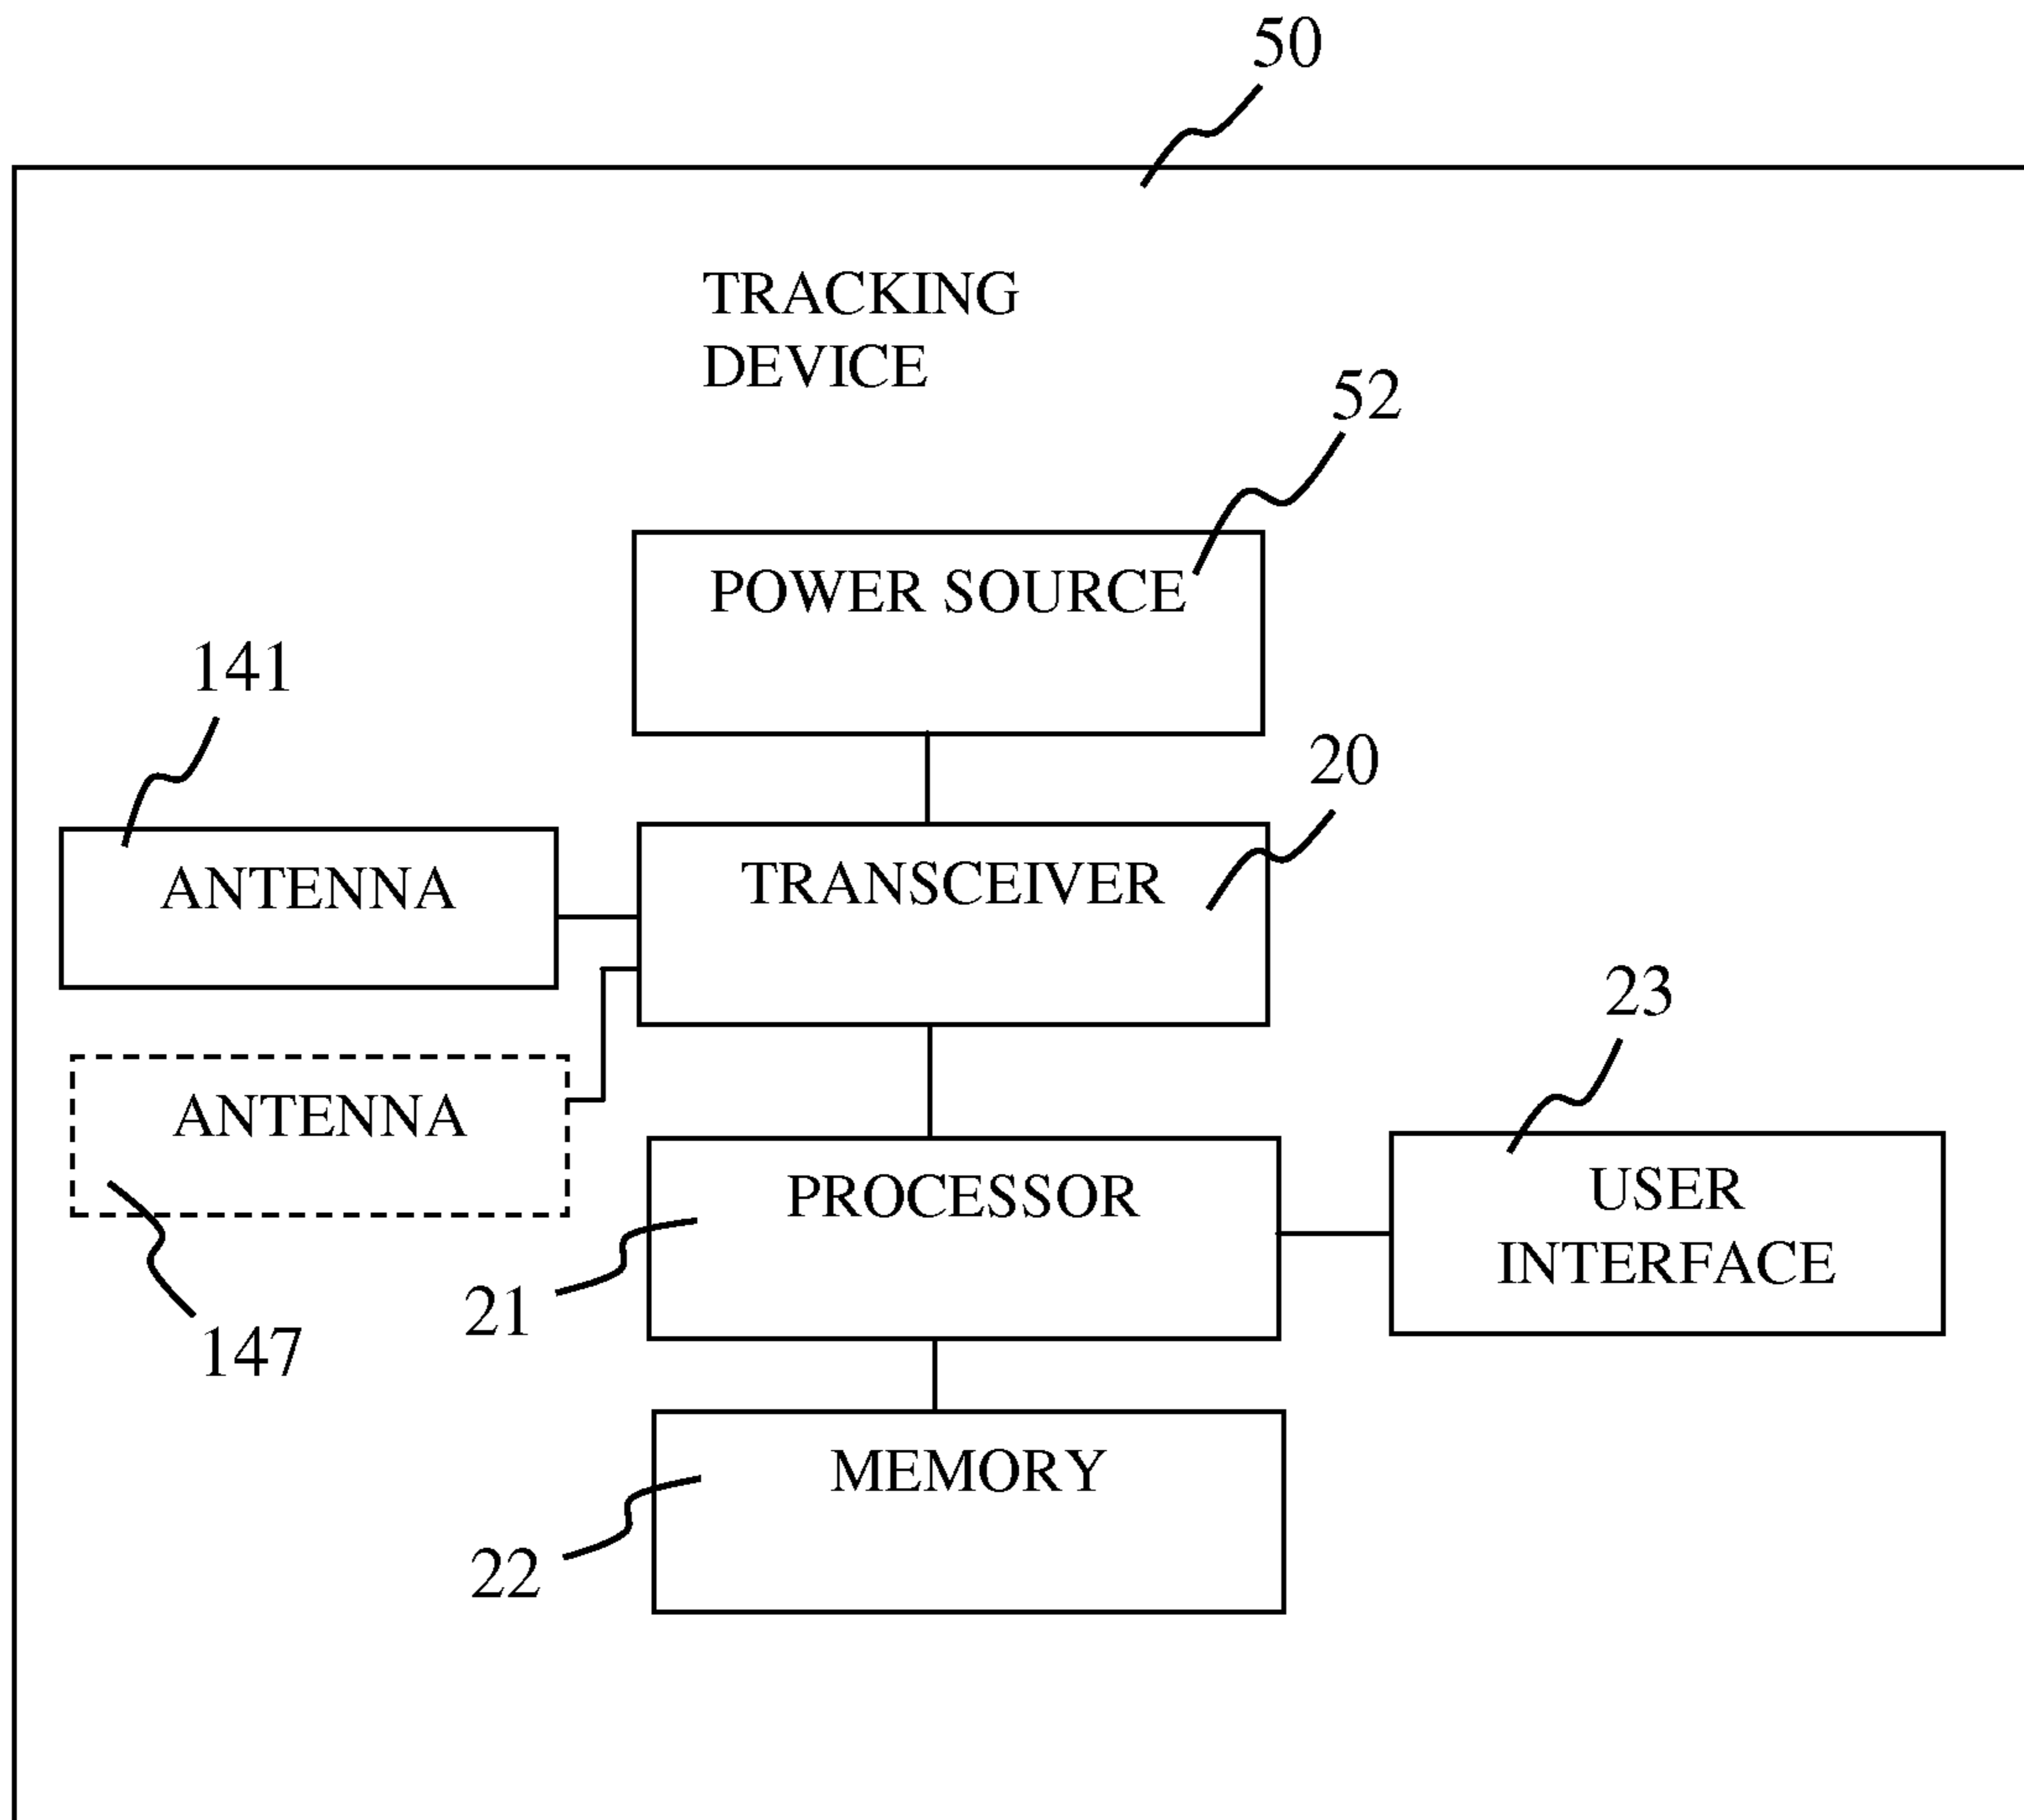 50
TRACKING
DEVICE
52
POWER SOURCE
141
20
ANTENNA
TRANSCEIVER
23
ANTENNA
PROCESSOR
USER
INTERFACE
21
147
MEMORY
22